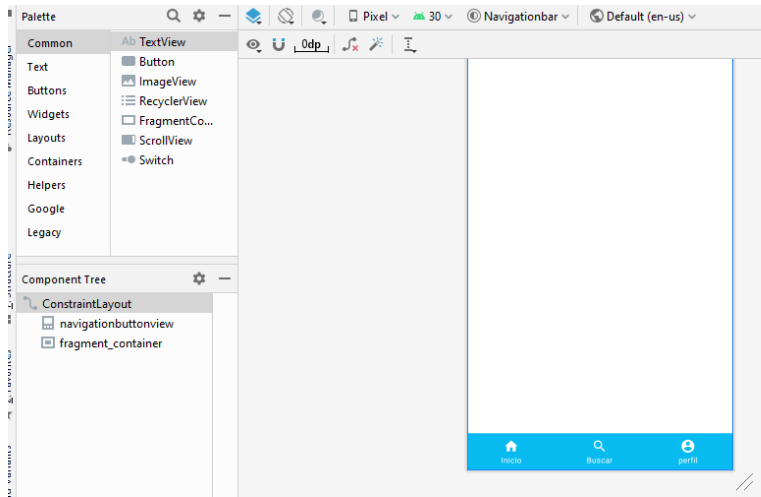 Palette
Pixel
30
Navigationbar
Default (en-us)
Common
Ab TextView
0dp
Text
Button
Buttons
ImageView
Widgets
RecyclerView
Layouts
FragmentCo...
Containers
ScrollView
Helpers
Switch
Google
Legacy
Component Tree
ConstraintLayout
navigationbuttonview
fragment_container
Inicio
Buscar
perfil